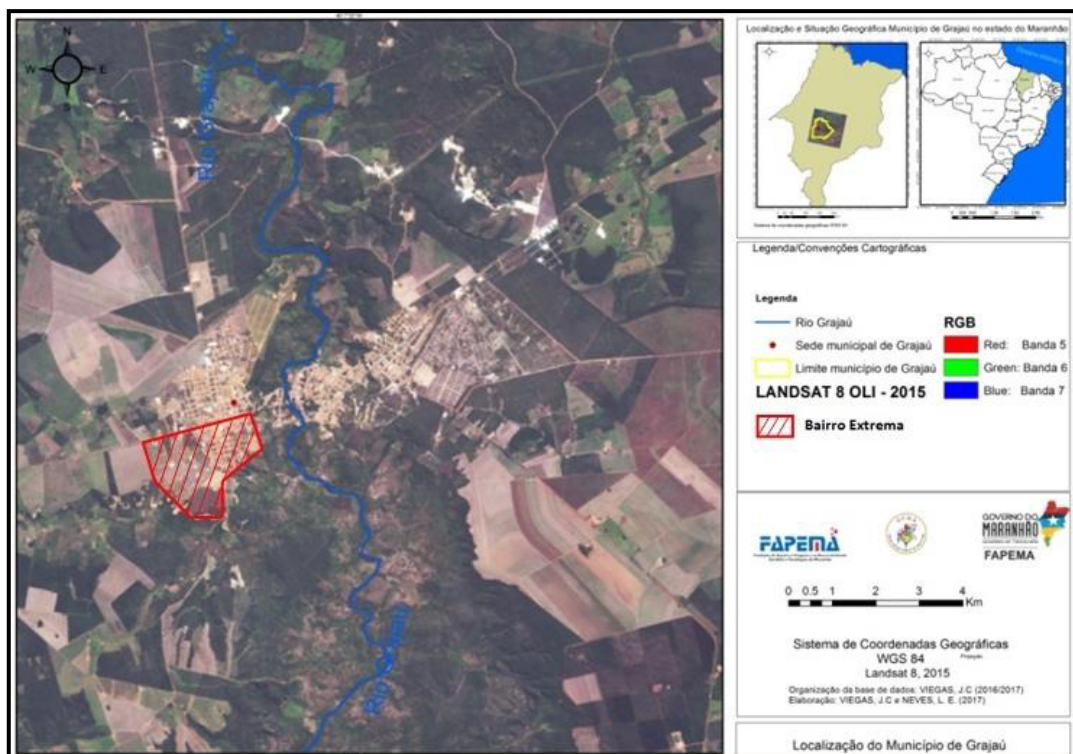 N
W E
S
Rio Grajaú
Rio Grajaú
Localização e Situação Geográfica Município de Grajaú no estado do Maranhão
Legenda/Convenções Cartográficas
Legenda
Rio Grajaú
Sede municipal de Grajaú
Limite município de Grajaú
LANDSAT 8 OLI - 2015
Bairro Extrema
RGB
Red: Banda 5
Green: Banda 6
Blue: Banda 7
FAPEMA
GOVERNO DO
MARANHÃO
FAPEMA
0 0.5 1 2 3 4
Km
Sistema de Coordenadas Geográficas
WGS 84
Landsat 8, 2015
Organização da base de dados: VIEGAS, J.C (2016/2017)
Elaboração: VIEGAS, J.C e NEVES, L. E. (2017)
Localização do Município de Grajaú